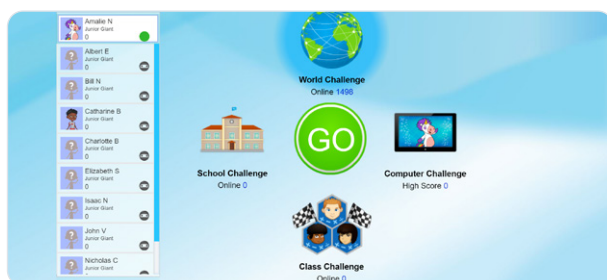 Amalie N
Junior Giant
0
Albert E
Junior Giant
0
Bill N
Junior Giant
0
Catharine B
Junior Giant
0
Charlotte B
Junior Giant
0
Elizabeth S
Junior Giant
0
Isaac N
Junior Giant
0
John V
Junior Giant
0
Nicholas C
Junior Giant
World Challenge
Online 1498
GO
School Challenge
Online 0
Computer Challenge
High Score 0
Class Challenge
Online 0